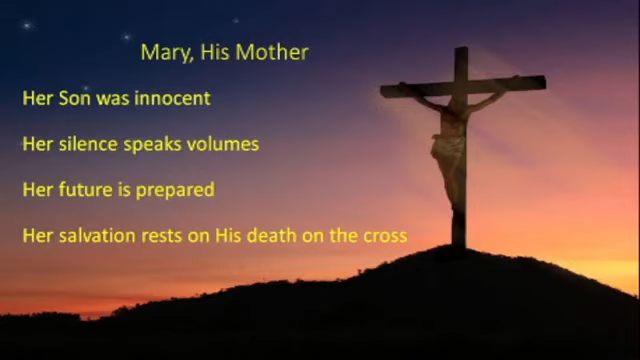 Mary, His Mother
Her Son was innocent
Her silence speaks volumes
Her future is prepared
Her salvation rests on His death on the cross